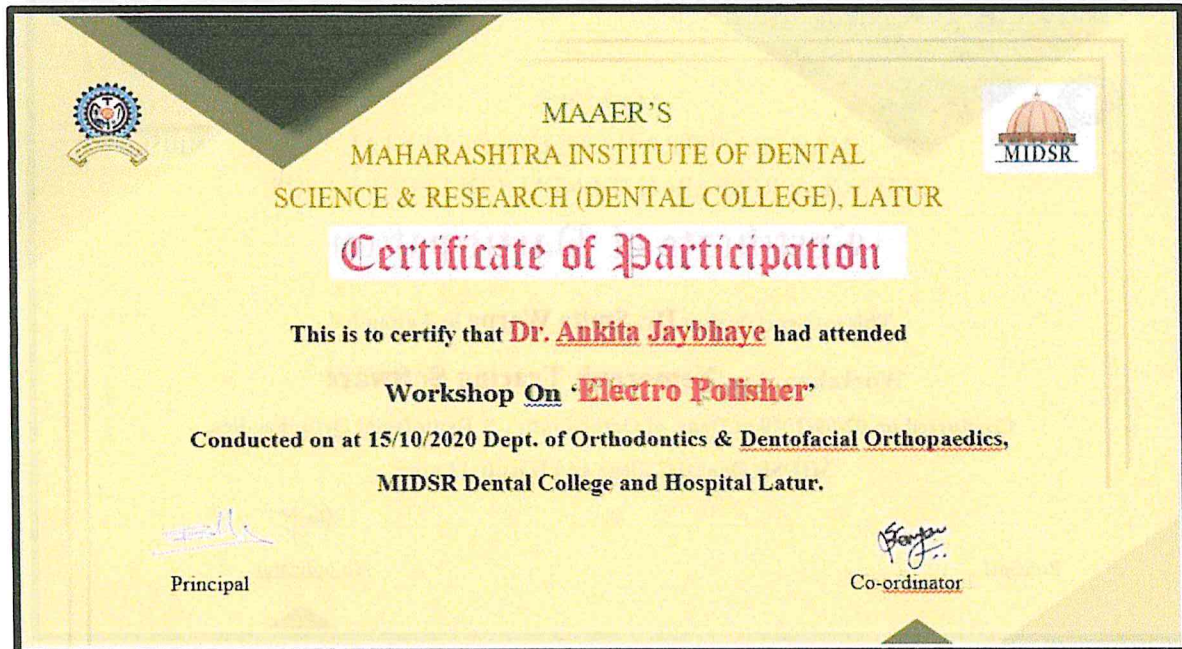 MAAER'S
MIDSR
MAHARASHTRA INSTITUTE OF DENTAL
SCIENCE & RESEARCH (DENTAL COLLEGE), LATUR
Certificate of Participation
This is to certify that Dr. Ankita Jaybhaye had attended
Workshop On 'Electro Polisher'
Conducted on at 15/10/2020 Dept. of Orthodontics & Dentofacial Orthopaedics,
MIDSR Dental College and Hospital Latur.
Principal
Co-ordinator